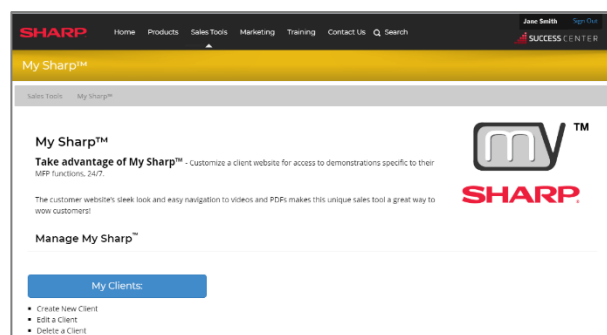 Jane Smith Sign Out
SHARP Home Products Sales Tools Marketing Training Contact Us Search
SUCCESS CENTER
My Sharp™
Sales Tools My Sharp™
My Sharp™
Take advantage of My Sharp™ - Customize a client website for access to demonstrations specific to their
MFP functions, 24/7.
The customer website's sleek look and easy navigation to videos and PDFs makes this unique sales tool a great way to
wow customers!
my™
SHARP
Manage My Sharp™
My Clients:
Create New Client
Edit a Client
Delete a Client